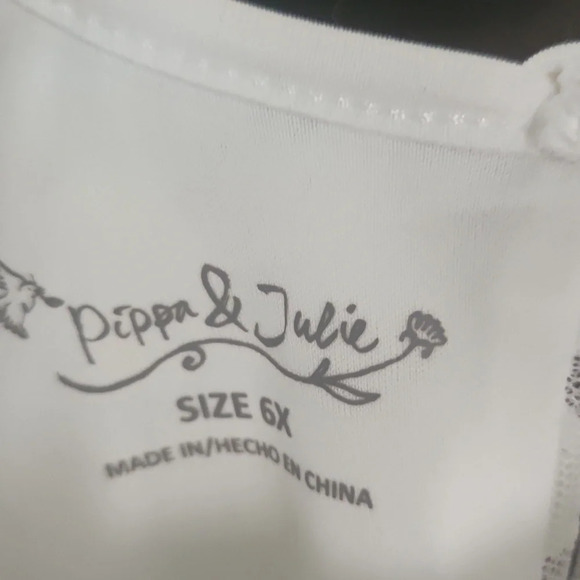 pippa & Julie
SIZE 6X
MADE IN/HECHO EN CHINA